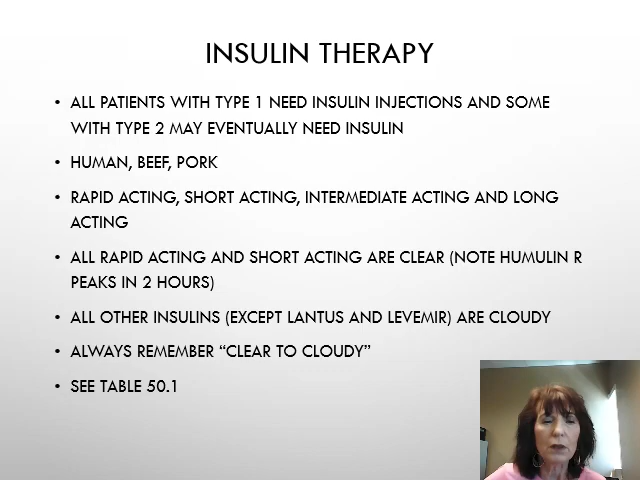 INSULIN THERAPY
• ALL PATIENTS WITH TYPE 1 NEED INSULIN INJECTIONS AND SOME
WITH TYPE 2 MAY EVENTUALLY NEED INSULIN
• HUMAN, BEEF, PORK
• RAPID ACTING, SHORT ACTING, INTERMEDIATE ACTING AND LONG
ACTING
• ALL RAPID ACTING AND SHORT ACTING ARE CLEAR (NOTE HUMULIN R
PEAKS IN 2 HOURS)
• ALL OTHER INSULINS (EXCEPT LANTUS AND LEVEMIR) ARE CLOUDY
• ALWAYS REMEMBER “CLEAR TO CLOUDY”
• SEE TABLE 50.1